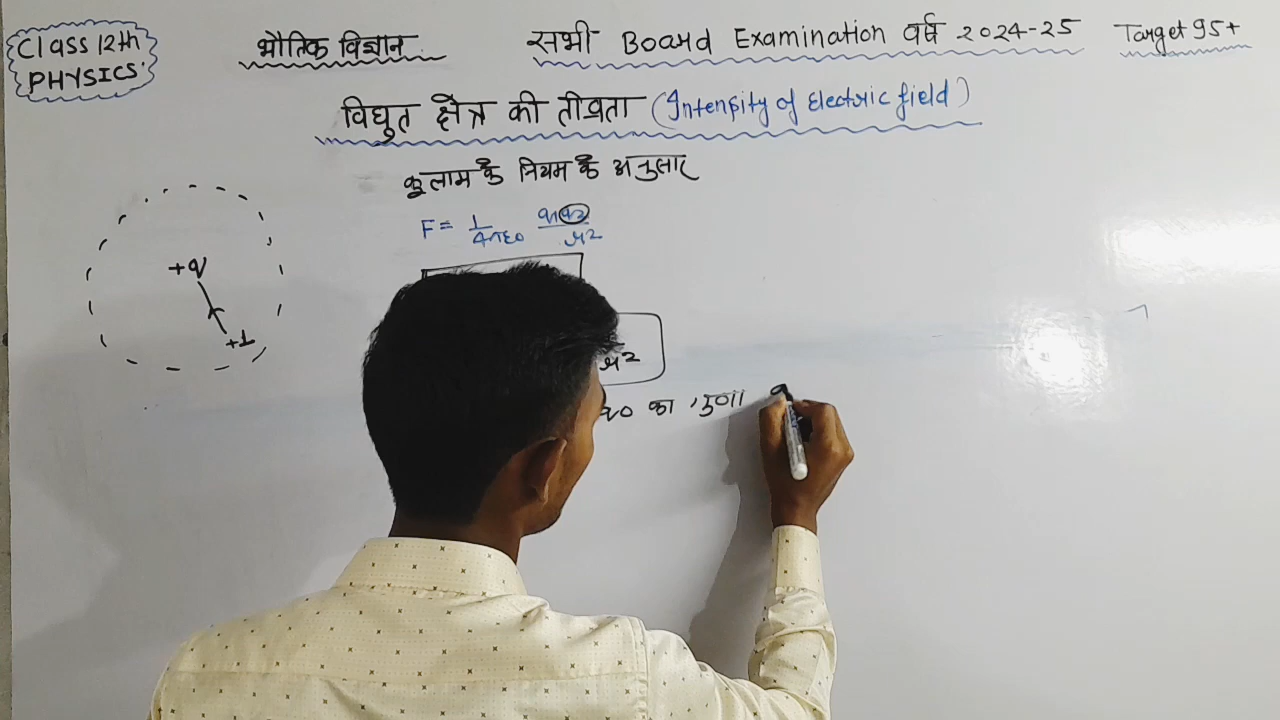 Class 12th
PHYSICS
भौतिक विज्ञान
सभी Board Examination वर्ष 2024-25
Target 95+
विद्युत क्षेत्र की तीव्रता (Intensity of Electric field)
कूलाम के नियम के अनुसार
F = 1/4πε0 q1q2/r2
+q
+1
r2
का गुणा